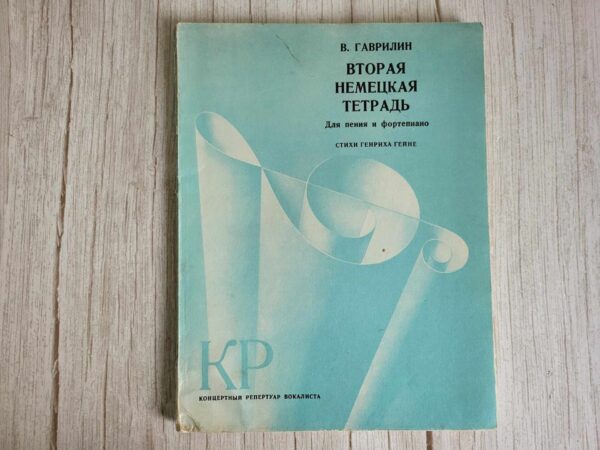 В. ГАВРИЛИН
ВТОРАЯ
НЕМЕЦКАЯ
ТЕТРАДЬ
Для пения и фортепиано
СТИХИ ГЕНРИХА ГЕЙНЕ
КР
КОНЦЕРТНЫЙ РЕПЕРТУАР ВОКАЛИСТА